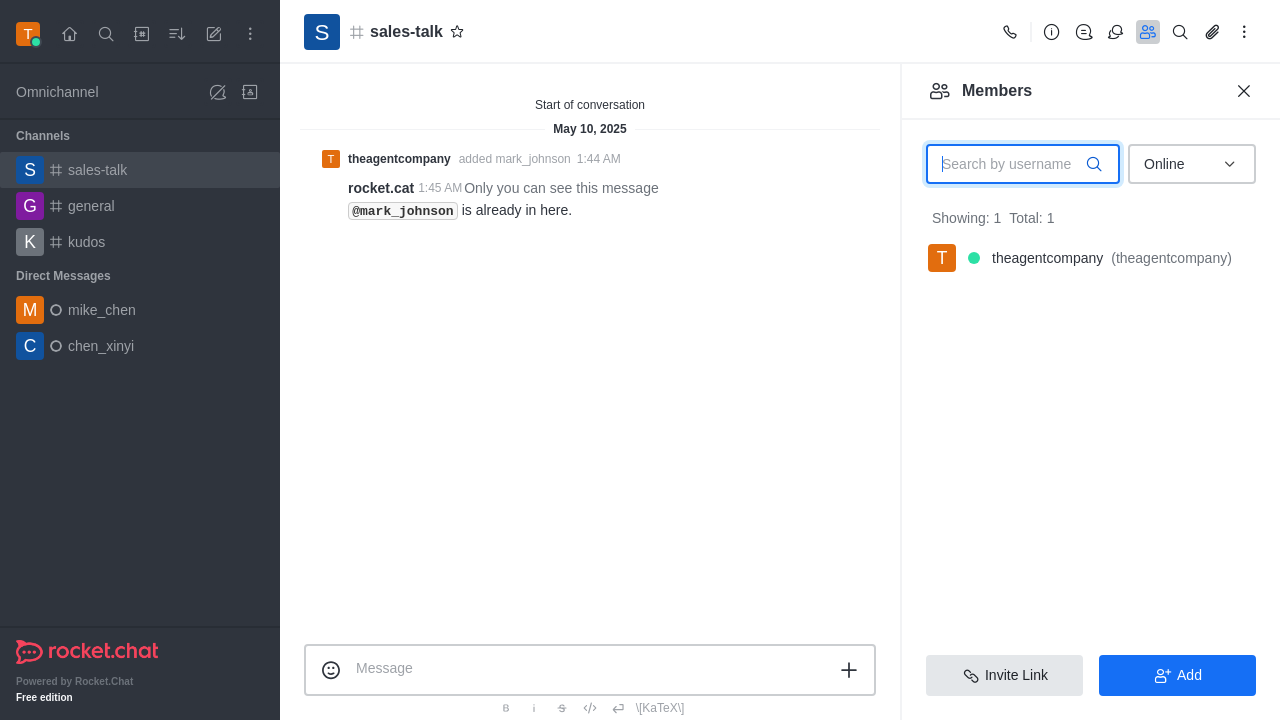 T
Omnichannel
Channels
S sales-talk
G general
K kudos
Direct Messages
M mike_chen
C chen_xinyi
rocket.chat
Powered by Rocket.Chat
Free edition
S sales-talk
Start of conversation
May 10, 2025
T theagentcompany added mark_johnson 1:44 AM
rocket.cat 1:45 AM Only you can see this message
@mark_johnson is already in here.
Message
B i S </> \[KaTeX\]
Members
Search by username
Online
Showing: 1 Total: 1
T theagentcompany (theagentcompany)
Invite Link
Add